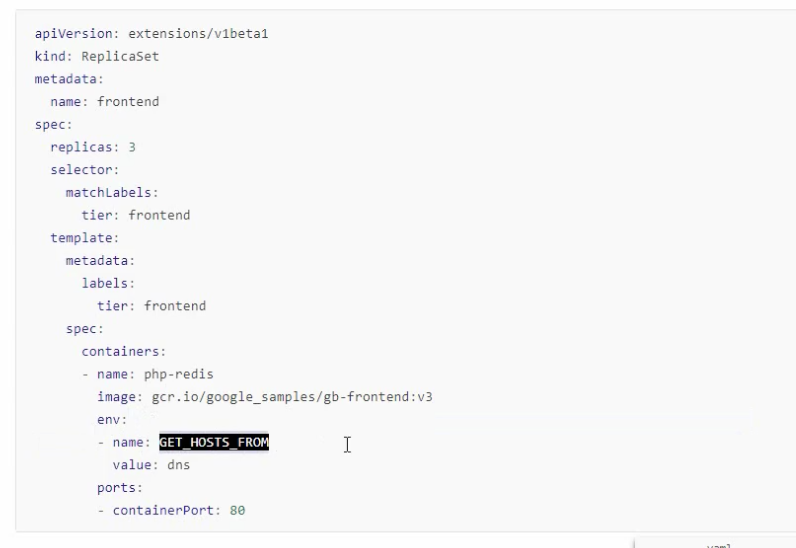 apiVersion: extensions/v1beta1
kind: ReplicaSet
metadata:
  name: frontend
spec:
  replicas: 3
  selector:
    matchLabels:
      tier: frontend
  template:
    metadata:
      labels:
        tier: frontend
    spec:
      containers:
      - name: php-redis
        image: gcr.io/google_samples/gb-frontend:v3
        env:
        - name: GET_HOSTS_FROM
          value: dns
        ports:
        - containerPort: 80